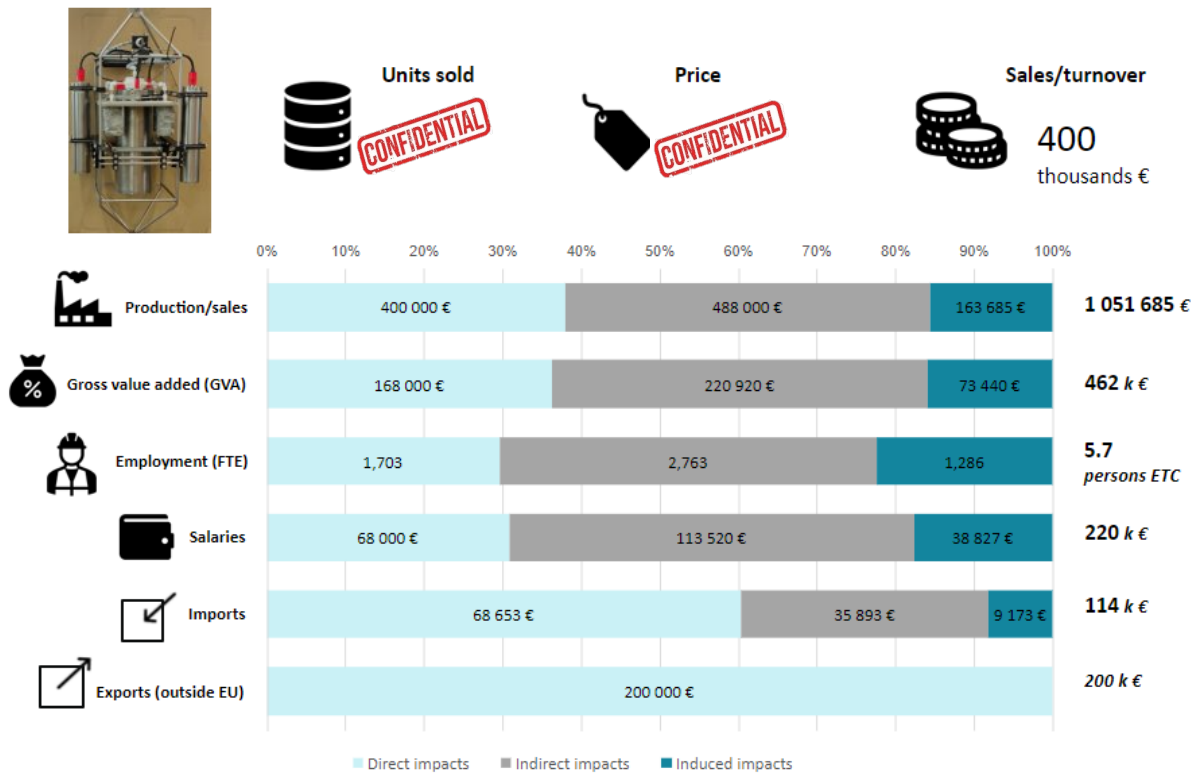 Units sold
CONFIDENTIAL
Price
CONFIDENTIAL
Sales/turnover
400
thousands €
0% 10% 20% 30% 40% 50% 60% 70% 80% 90% 100%
Production/sales 400 000 € 488 000 € 163 685 € 1 051 685 €
% Gross value added (GVA) 168 000 € 220 920 € 73 440 € 462 k €
Employment (FTE) 1,703 2,763 1,286 5.7
persons ETC
Salaries 68 000 € 113 520 € 38 827 € 220 k €
Imports 68 653 € 35 893 € 9 173 € 114 k €
Exports (outside EU) 200 000 € 200 k €
Direct impacts Indirect impacts Induced impacts